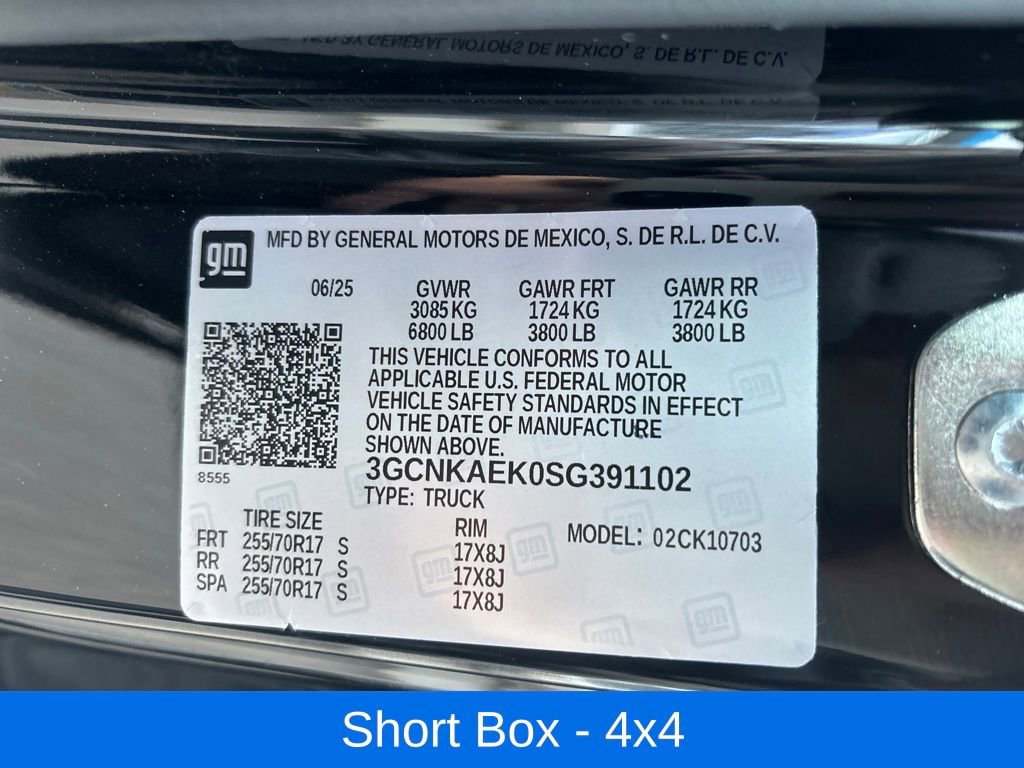 gm
MFD BY GENERAL MOTORS DE MEXICO, S. DE R.L. DE C.V.
06/25 GVWR GAWR FRT GAWR RR
3085 KG 1724 KG 1724 KG
6800 LB 3800 LB 3800 LB
THIS VEHICLE CONFORMS TO ALL
APPLICABLE U.S. FEDERAL MOTOR
VEHICLE SAFETY STANDARDS IN EFFECT
ON THE DATE OF MANUFACTURE
SHOWN ABOVE.
8555
3GCNKAEK0SG391102
TYPE: TRUCK
TIRE SIZE RIM MODEL: 02CK10703
FRT 255/70R17 S 17X8J
RR 255/70R17 S 17X8J
SPA 255/70R17 S 17X8J
Short Box - 4x4